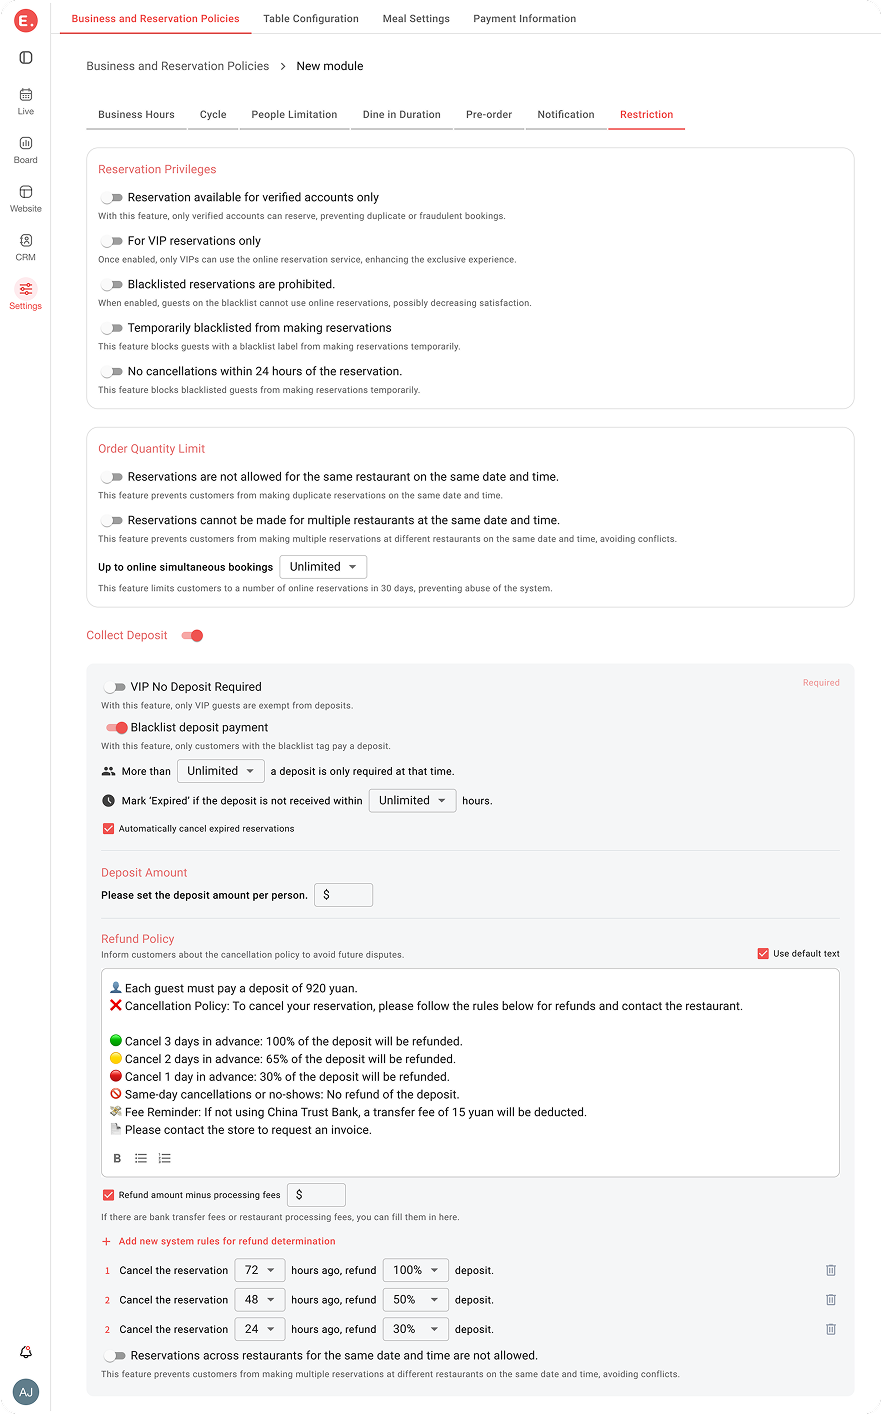 E.
Business and Reservation Policies
Table Configuration
Meal Settings
Payment Information
Live
Board
Website
CRM
Settings
Business and Reservation Policies > New module
Business Hours
Cycle
People Limitation
Dine in Duration
Pre-order
Notification
Restriction
Reservation Privileges
Reservation available for verified accounts only
With this feature, only verified accounts can reserve, preventing duplicate or fraudulent bookings.
For VIP reservations only
Once enabled, only VIPs can use the online reservation service, enhancing the exclusive experience.
Blacklisted reservations are prohibited.
When enabled, guests on the blacklist cannot use online reservations, possibly decreasing satisfaction.
Temporarily blacklisted from making reservations
This feature blocks guests with a blacklist label from making reservations temporarily.
No cancellations within 24 hours of the reservation.
This feature blocks blacklisted guests from making reservations temporarily.
Order Quantity Limit
Reservations are not allowed for the same restaurant on the same date and time.
This feature prevents customers from making duplicate reservations on the same date and time.
Reservations cannot be made for multiple restaurants at the same date and time.
This feature prevents customers from making multiple reservations at different restaurants on the same date and time, avoiding conflicts.
Up to online simultaneous bookings Unlimited
This feature limits customers to a number of online reservations in 30 days, preventing abuse of the system.
Collect Deposit
Required
VIP No Deposit Required
With this feature, only VIP guests are exempt from deposits.
Blacklist deposit payment
With this feature, only customers with the blacklist tag pay a deposit.
More than Unlimited a deposit is only required at that time.
Mark ‘Expired’ if the deposit is not received within Unlimited hours.
Automatically cancel expired reservations
Deposit Amount
Please set the deposit amount per person. $
Refund Policy
Inform customers about the cancellation policy to avoid future disputes.
Use default text
👤 Each guest must pay a deposit of 920 yuan.
❌ Cancellation Policy: To cancel your reservation, please follow the rules below for refunds and contact the restaurant.
🟢 Cancel 3 days in advance: 100% of the deposit will be refunded.
🟡 Cancel 2 days in advance: 65% of the deposit will be refunded.
🔴 Cancel 1 day in advance: 30% of the deposit will be refunded.
🚫 Same-day cancellations or no-shows: No refund of the deposit.
💸 Fee Reminder: If not using China Trust Bank, a transfer fee of 15 yuan will be deducted.
📄 Please contact the store to request an invoice.
B
Refund amount minus processing fees $
If there are bank transfer fees or restaurant processing fees, you can fill them in here.
+ Add new system rules for refund determination
1 Cancel the reservation 72 hours ago, refund 100% deposit.
2 Cancel the reservation 48 hours ago, refund 50% deposit.
2 Cancel the reservation 24 hours ago, refund 30% deposit.
Reservations across restaurants for the same date and time are not allowed.
This feature prevents customers from making multiple reservations at different restaurants on the same date and time, avoiding conflicts.
AJ